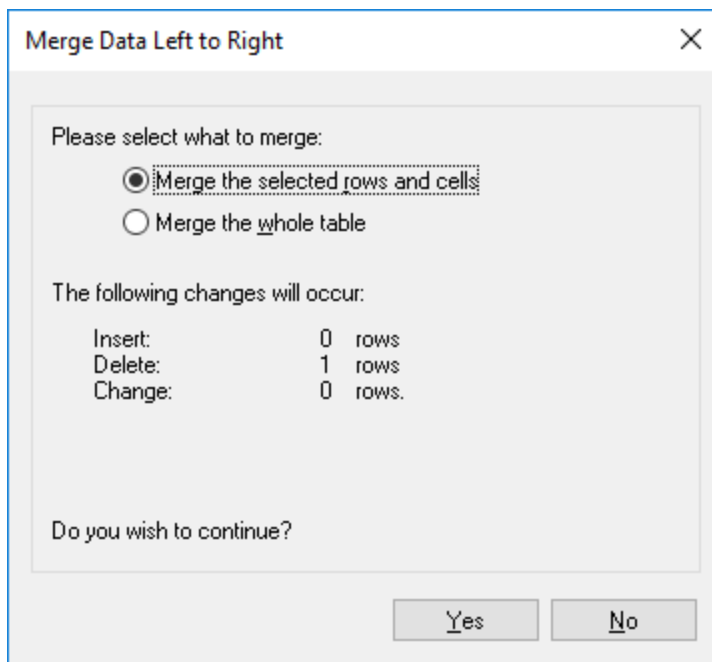 Merge Data Left to Right
Please select what to merge:
Merge the selected rows and cells
Merge the whole table
The following changes will occur:
Insert: 0 rows
Delete: 1 rows
Change: 0 rows.
Do you wish to continue?
Yes No